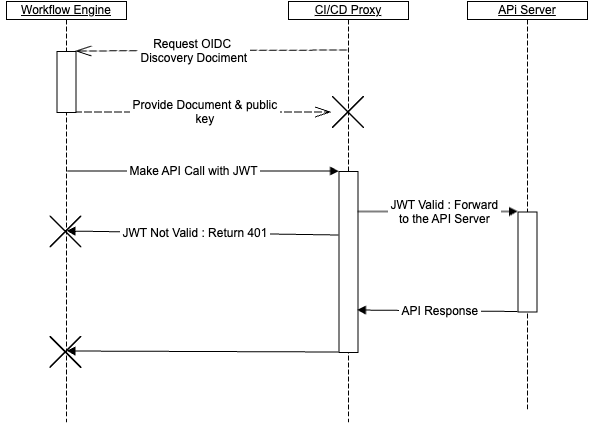 Workflow Engine
CI/CD Proxy
APi Server
Request OIDC
Discovery Dociment
Provide Document & public
key
Make API Call with JWT
JWT Valid : Forward
to the API Server
JWT Not Valid : Return 401
API Response